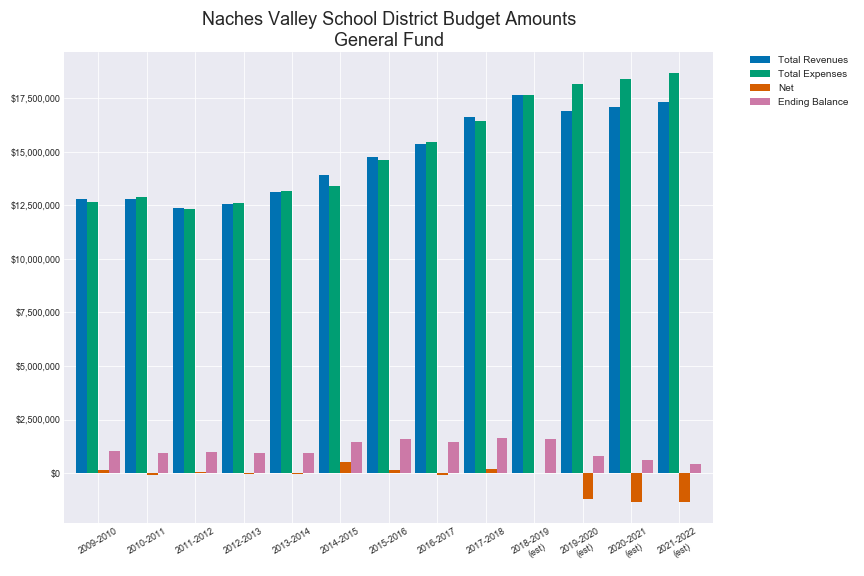 Naches Valley School District Budget Amounts
General Fund
Total Revenues
Total Expenses
Net
Ending Balance
$17,500,000
$15,000,000
$12,500,000
$10,000,000
$7,500,000
$5,000,000
$2,500,000
$0
2009-2010
2010-2011
2011-2012
2012-2013
2013-2014
2014-2015
2015-2016
2016-2017
2017-2018
2018-2019
(est)
2019-2020
(est)
2020-2021
(est)
2021-2022
(est)